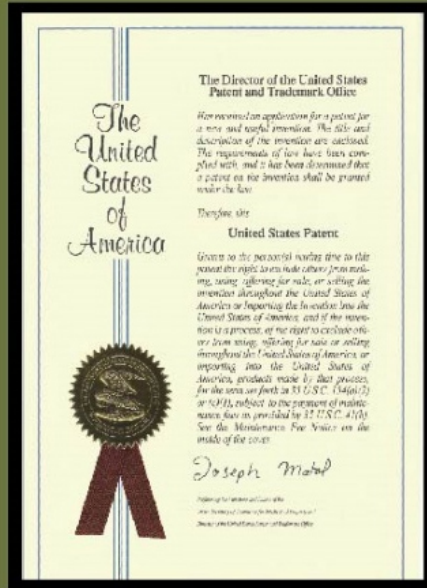 The
United
States
of
America
The Director of the United States
Patent and Trademark Office
Has received an application for a patent for
a new and useful invention. The title and
description of the invention are enclosed.
The requirements of law have been com-
plied with, and it has been determined that
a patent on the invention shall be granted
under the law.
Therefore, this
United States Patent
Grants to the person(s) having title to this
patent the right to exclude others from mak-
ing, using, offering for sale, or selling the
invention throughout the United States of
America or importing the invention into the
United States of America, and if the inven-
tion is a process, of the right to exclude oth-
ers from using, offering for sale or selling
throughout the United States of America, or
importing into the United States of
America, products made by that process,
for the term set forth in 35 U.S.C. 154(a)(2)
or (c)(1), subject to the payment of mainte-
nance fees as provided by 35 U.S.C. 41(b).
See the Maintenance Fee Notice on the
inside of the cover.
Joseph Matal
Director of the United States Patent and Trademark Office